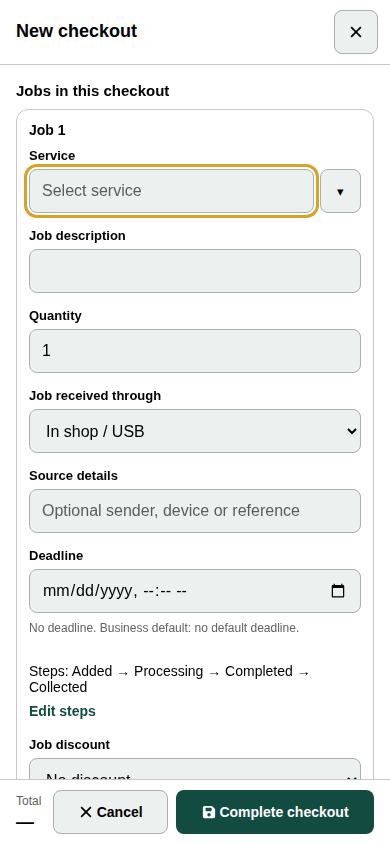 New checkout
Jobs in this checkout
Job 1
Service
Select service
Job description
Quantity
1
Job received through
In shop / USB
Source details
Optional sender, device or reference
Deadline
mm/dd/yyyy, --:-- --
No deadline. Business default: no default deadline.
Steps: Added → Processing → Completed →
Collected
Edit steps
Job discount
No discount
Total
—
Cancel
Complete checkout